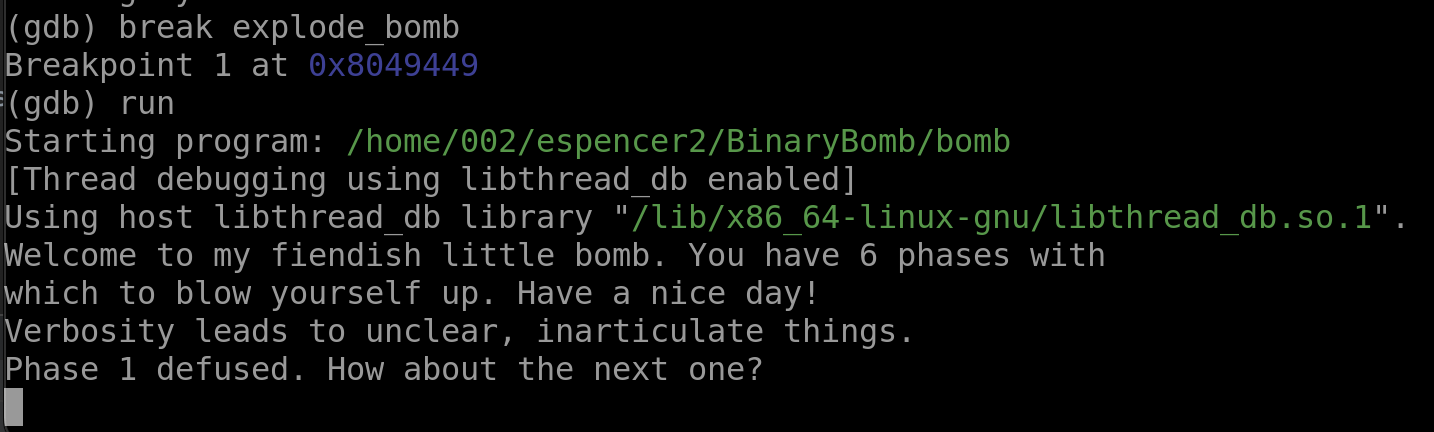 (gdb) break explode_bomb
Breakpoint 1 at 0x8049449
(gdb) run
Starting program: /home/002/espencer2/BinaryBomb/bomb
[Thread debugging using libthread_db enabled]
Using host libthread_db library "/lib/x86_64-linux-gnu/libthread_db.so.1".
Welcome to my fiendish little bomb. You have 6 phases with
which to blow yourself up. Have a nice day!
Verbosity leads to unclear, inarticulate things.
Phase 1 defused. How about the next one?